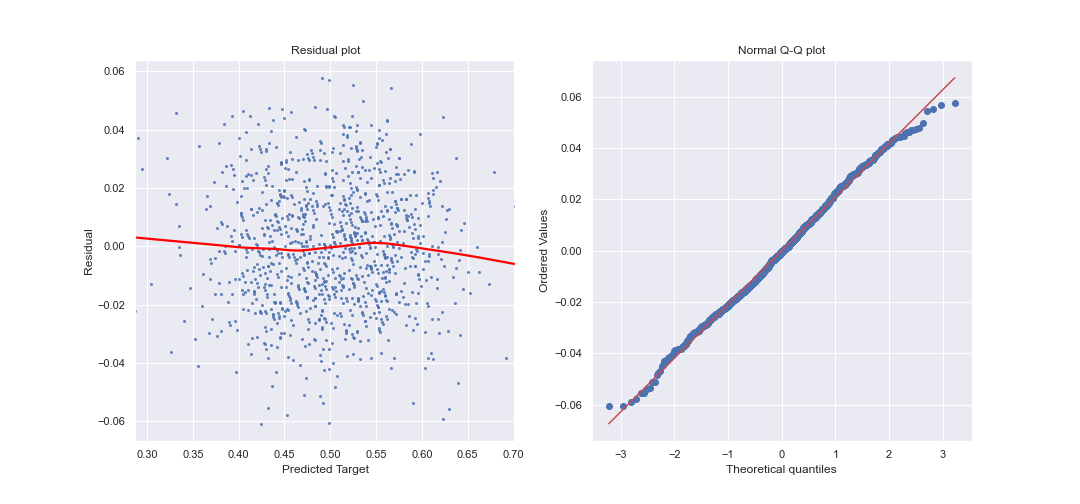 Residual plot
0.06
0.04
0.02
0.00
−0.02
−0.04
−0.06
Residual
0.30 0.35 0.40 0.45 0.50 0.55 0.60 0.65 0.70
Predicted Target
Normal Q-Q plot
0.06
0.04
0.02
0.00
−0.02
−0.04
−0.06
Ordered Values
−3 −2 −1 0 1 2 3
Theoretical quantiles